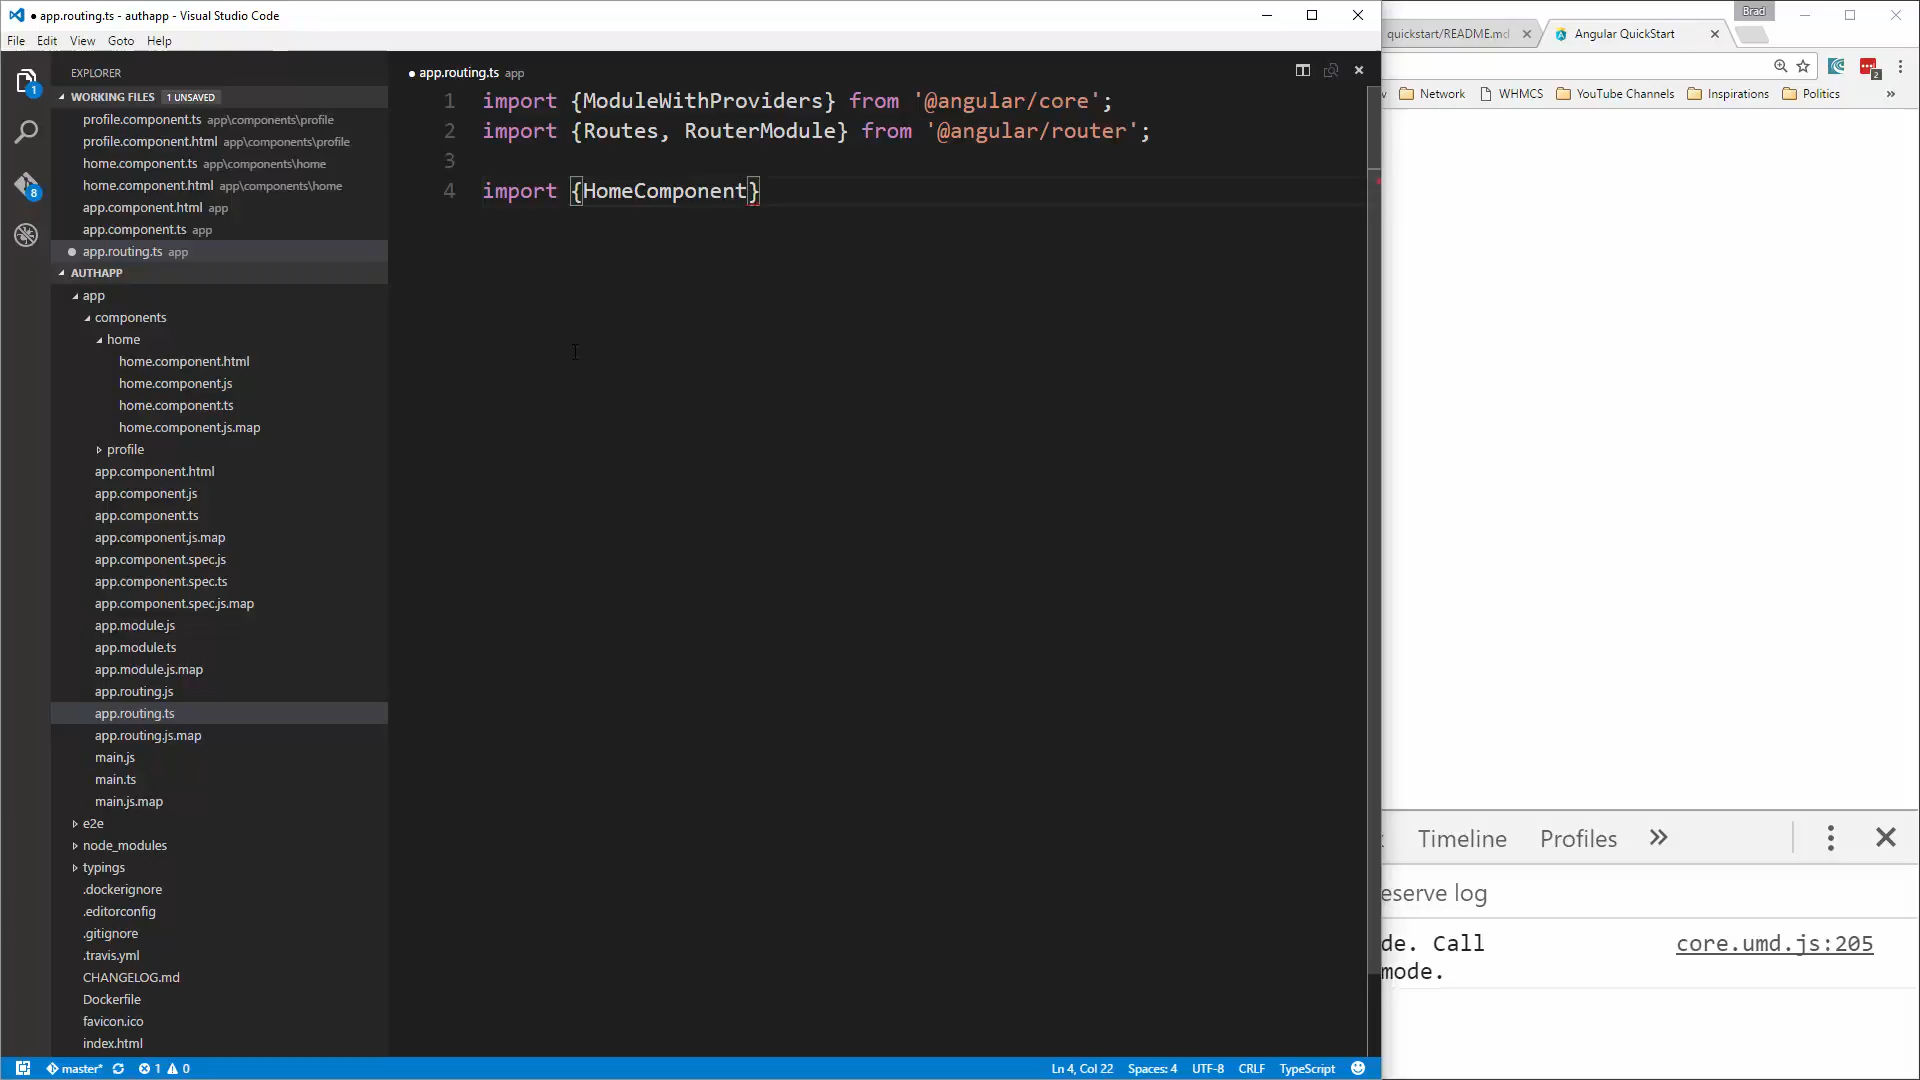 ● app.routing.ts - authapp - Visual Studio Code
File Edit View Goto Help
EXPLORER
WORKING FILES 1 UNSAVED
profile.component.ts app\components\profile
profile.component.html app\components\profile
home.component.ts app\components\home
home.component.html app\components\home
app.component.html app
app.component.ts app
app.routing.ts app
AUTHAPP
app
components
home
home.component.html
home.component.js
home.component.ts
home.component.js.map
profile
app.component.html
app.component.js
app.component.ts
app.component.js.map
app.component.spec.js
app.component.spec.ts
app.component.spec.js.map
app.module.js
app.module.ts
app.module.js.map
app.routing.js
app.routing.ts
app.routing.js.map
main.js
main.ts
main.js.map
e2e
node_modules
typings
.dockerignore
.editorconfig
.gitignore
.travis.yml
CHANGELOG.md
Dockerfile
favicon.ico
index.html
1
8
● app.routing.ts app
1 import {ModuleWithProviders} from '@angular/core';
2 import {Routes, RouterModule} from '@angular/router';
3
4 import {HomeComponent}
master* 1 0
Ln 4, Col 22 Spaces: 4 UTF-8 CRLF TypeScript
Brad
quickstart/README.md Angular QuickStart
2
Network WHMCS YouTube Channels Inspirations Politics »
Timeline Profiles »
eserve log
de. Call core.umd.js:205
mode.